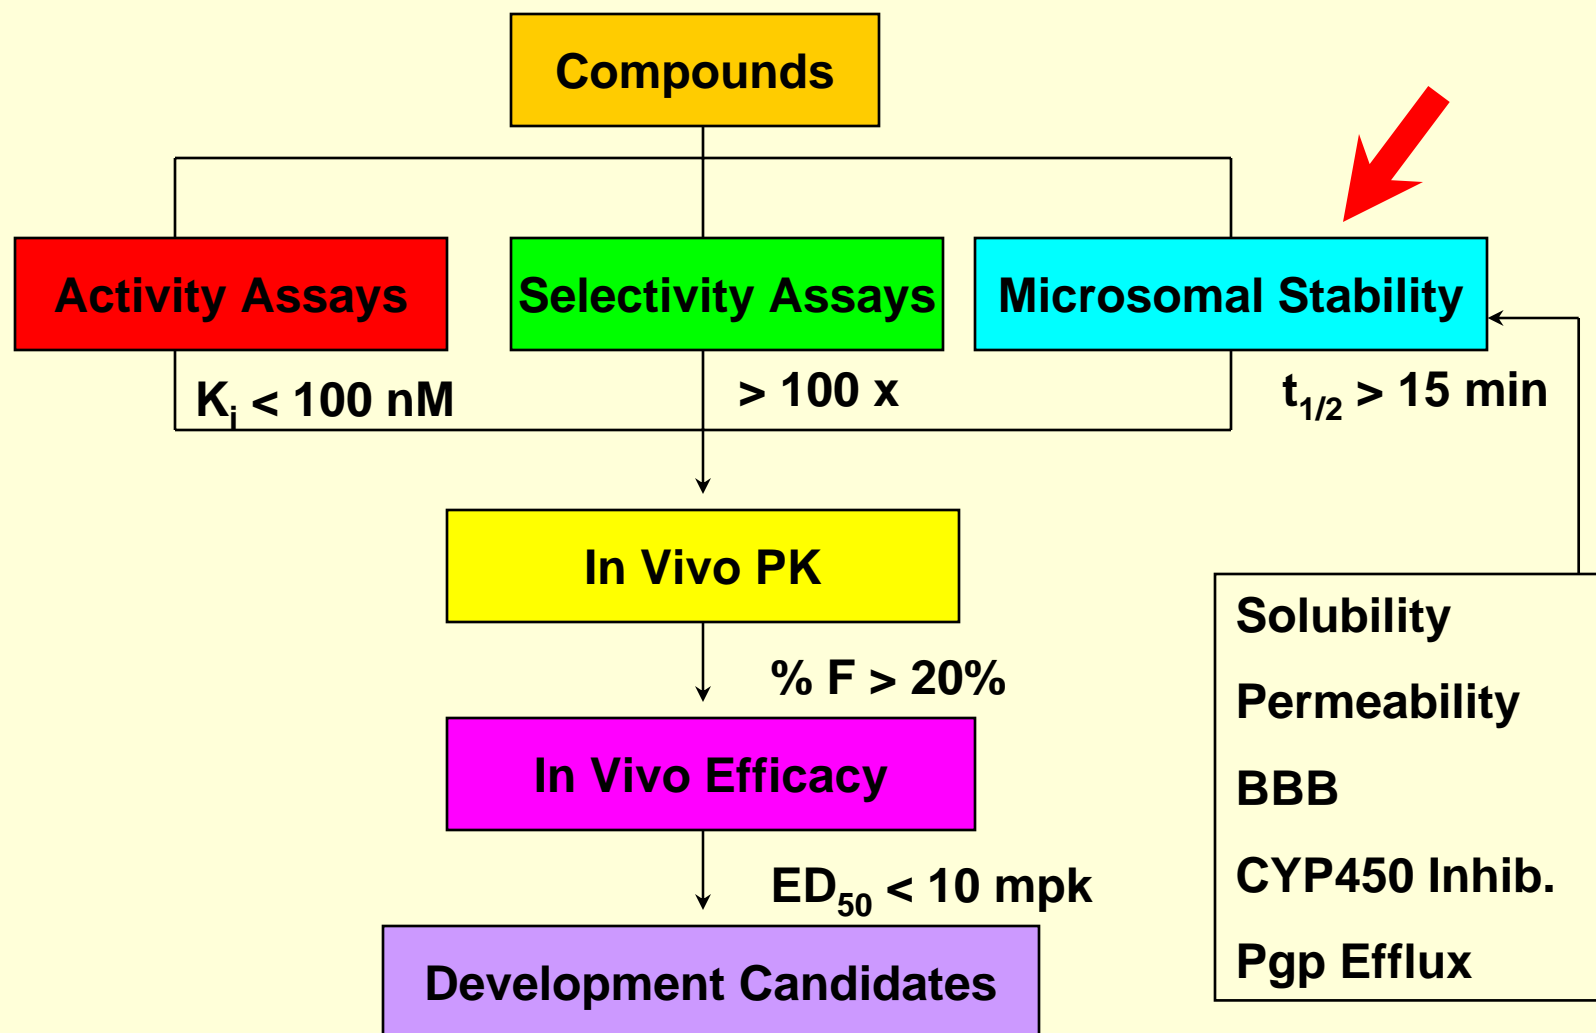 Compounds
Activity Assays
Selectivity Assays
Microsomal Stability
Ki < 100 nM
> 100 x
t1/2 > 15 min
In Vivo PK
% F > 20%
In Vivo Efficacy
ED50 < 10 mpk
Development Candidates
Solubility
Permeability
BBB
CYP450 Inhib.
Pgp Efflux